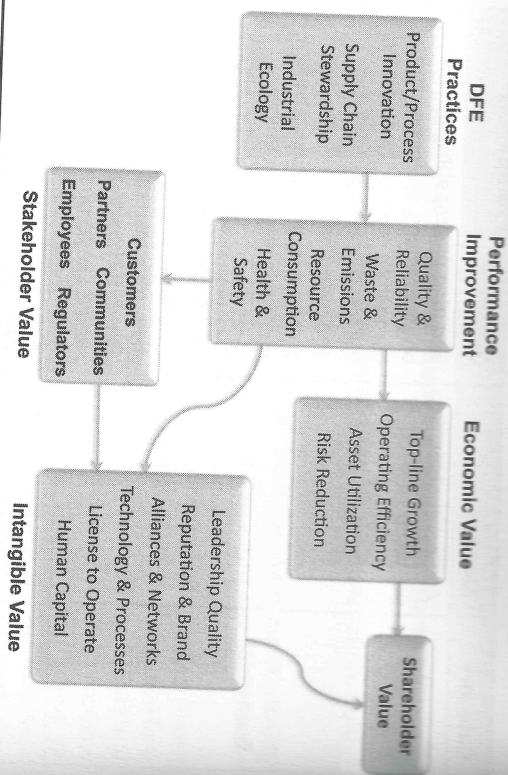 DFE
Practices
Product/Process
Innovation
Supply Chain
Stewardship
Industrial
Ecology
Performance
Improvement
Quality &
Reliability
Waste &
Emissions
Resource
Consumption
Health &
Safety
Economic Value
Top-line Growth
Operating Efficiency
Asset Utilization
Risk Reduction
Shareholder
Value
Customers
Partners Communities
Employees Regulators
Stakeholder Value
Leadership Quality
Reputation & Brand
Alliances & Networks
Technology & Processes
License to Operate
Human Capital
Intangible Value